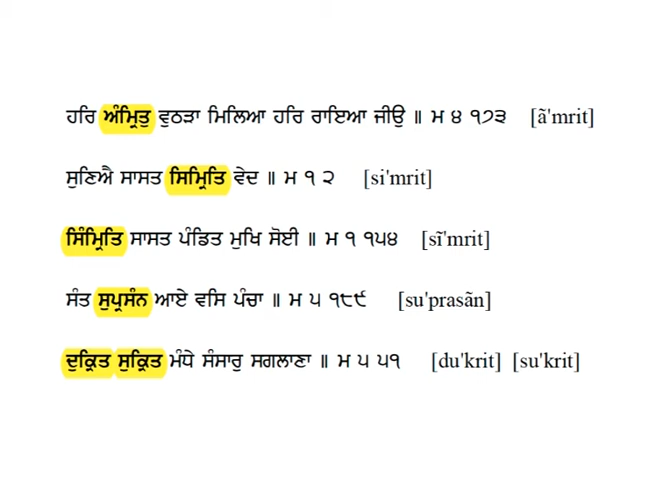 ਹਰਿ ਅੰਮ੍ਰਿਤੁ ਵੁਠੜਾ ਮਿਲਿਆ ਹਰਿ ਰਾਇਆ ਜੀਉ ॥ ਮ ੪ ੧੭੩ [ã'mrit]
ਸੁਣਿਐ ਸਾਸਤ ਸਿਮ੍ਰਿਤਿ ਵੇਦ ॥ ਮ ੧ ੨ [si'mrit]
ਸਿੰਮ੍ਰਿਤਿ ਸਾਸਤ ਪੰਡਿਤ ਮੁਖਿ ਸੋਈ ॥ ਮ ੧ ੧੫੪ [sĩ'mrit]
ਸੰਤ ਸੁਪ੍ਰਸੰਨ ਆਏ ਵਸਿ ਪੰਚਾ ॥ ਮ ੫ ੧੮੯ [su'prasãn]
ਦੁਕ੍ਰਿਤ ਸੁਕ੍ਰਿਤ ਮੰਧੇ ਸੰਸਾਰੁ ਸਗਲਾਣਾ ॥ ਮ ੫ ੫੧ [du'krit] [su'krit]